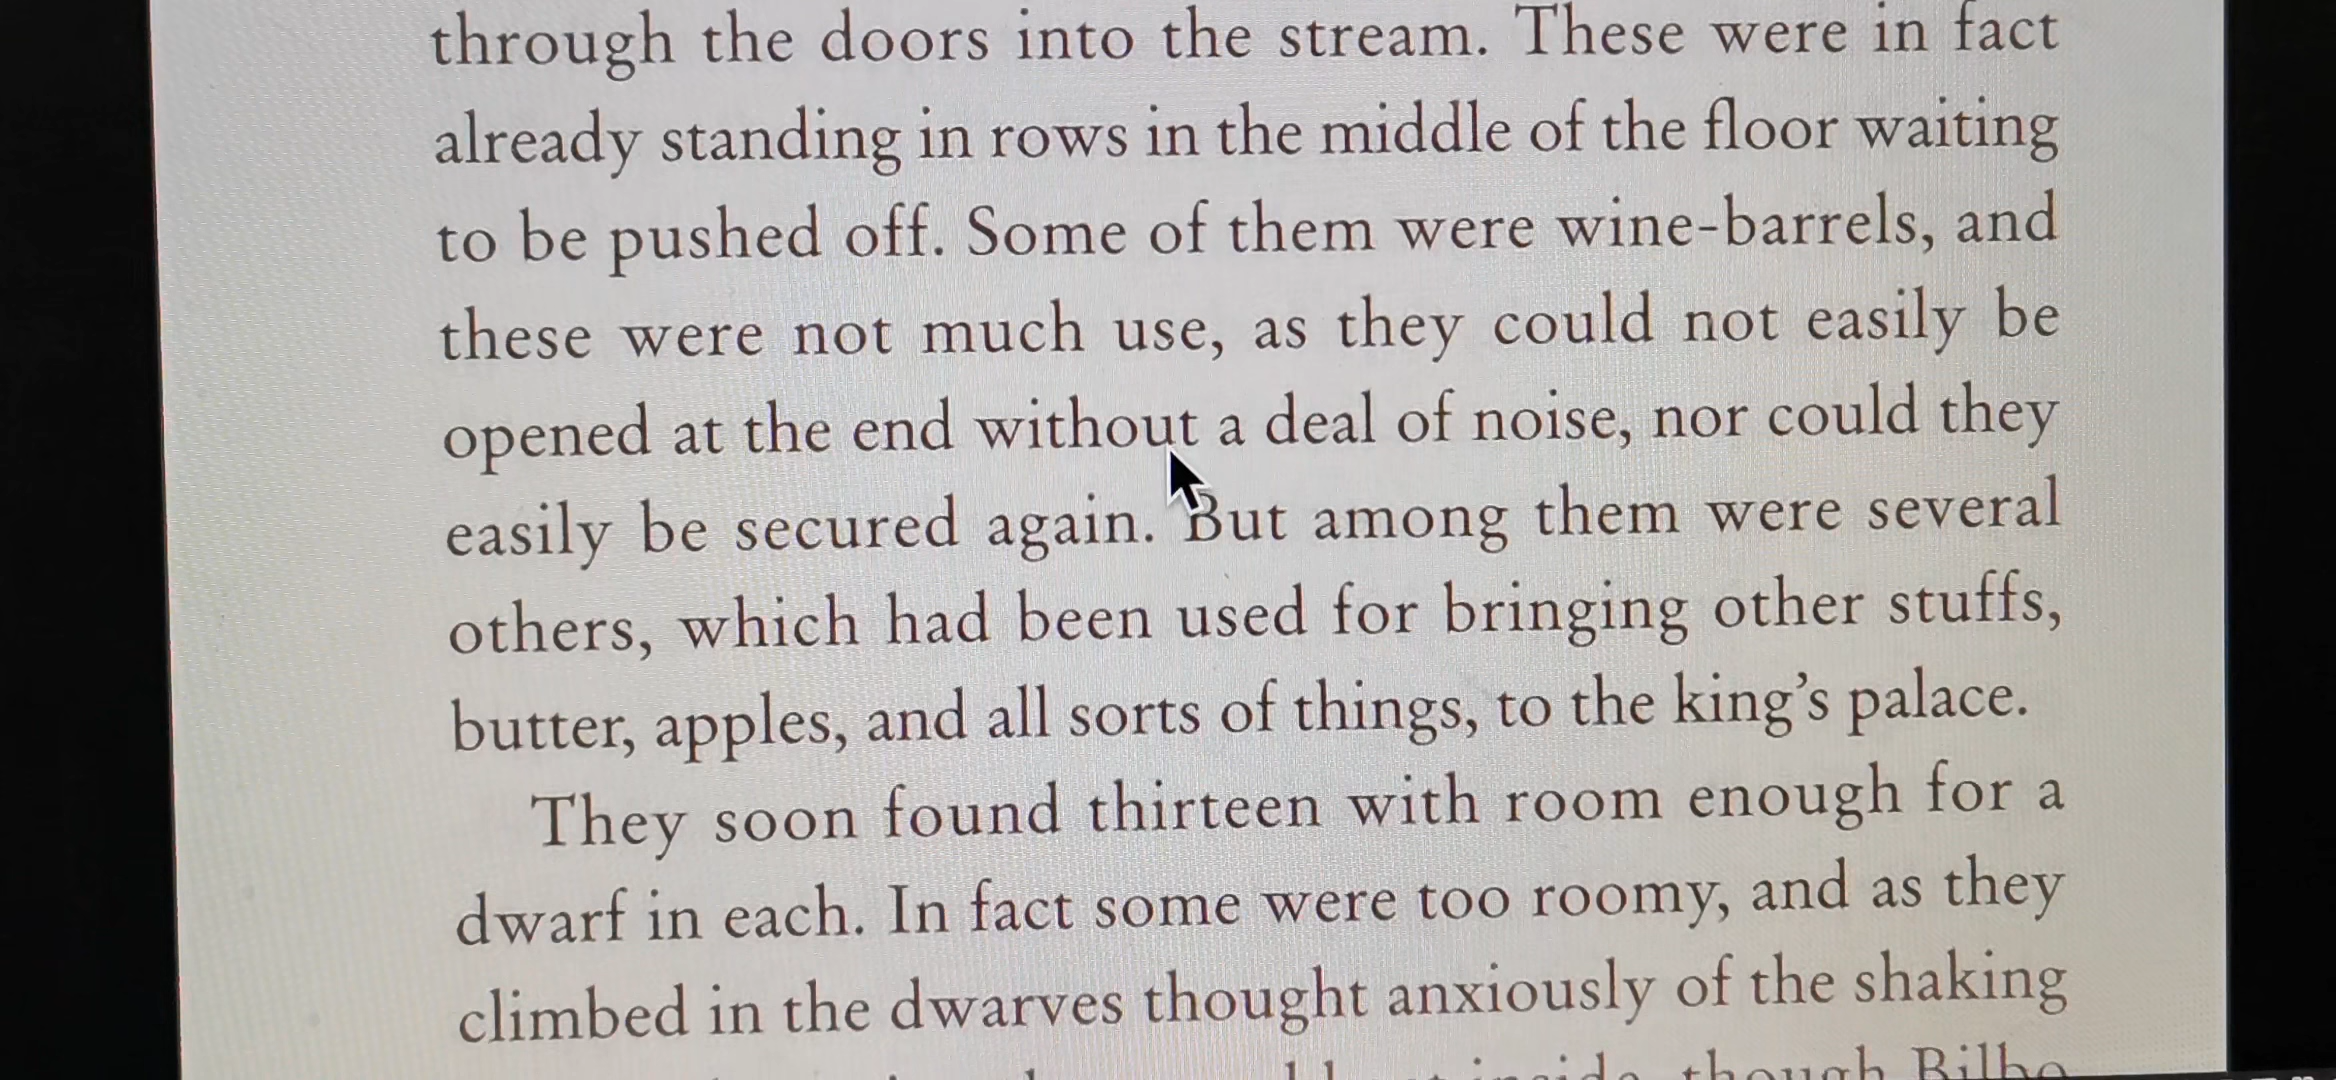 through the doors into the stream. These were in fact
already standing in rows in the middle of the floor waiting
to be pushed off. Some of them were wine-barrels, and
these were not much use, as they could not easily be
opened at the end without a deal of noise, nor could they
easily be secured again. But among them were several
others, which had been used for bringing other stuffs,
butter, apples, and all sorts of things, to the king’s palace.
They soon found thirteen with room enough for a
dwarf in each. In fact some were too roomy, and as they
climbed in the dwarves thought anxiously of the shaking
inside, though Bilbo